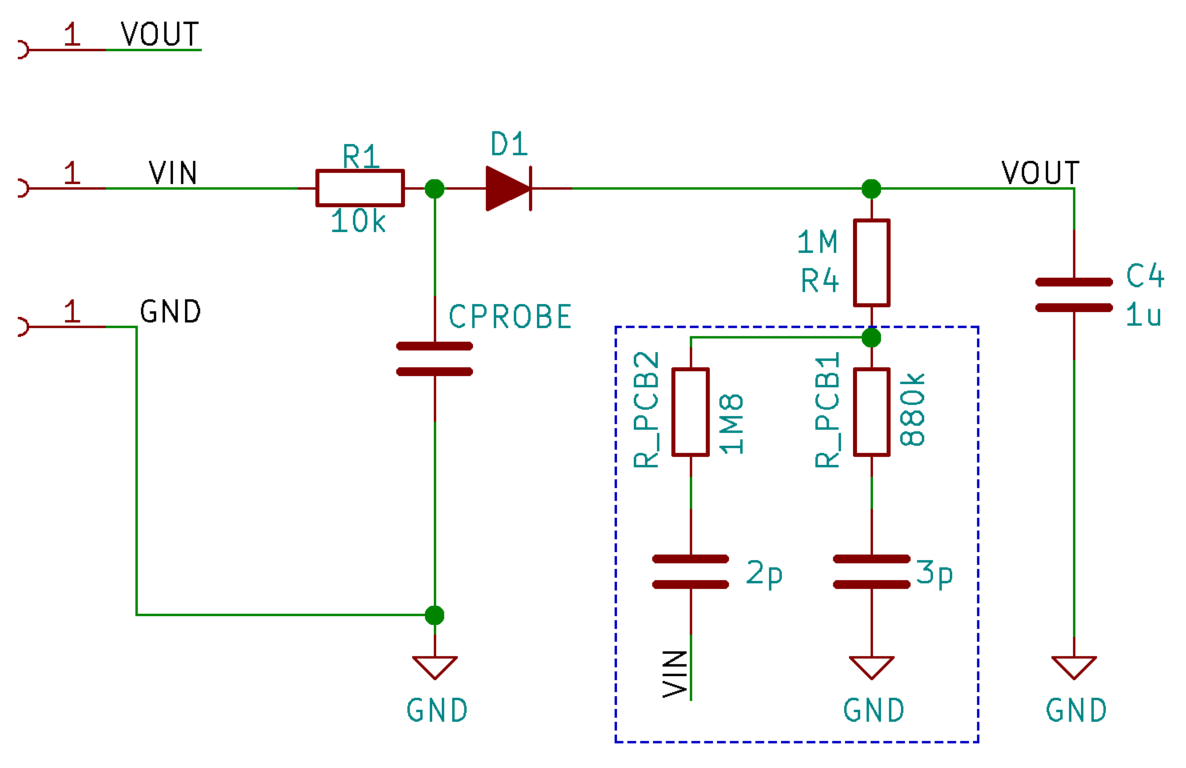 1 VOUT
1 VIN
R1
10k
D1
VOUT
1M
R4
C4
1u
1 GND
CPROBE
R_PCB2
1M8
R_PCB1
880k
2p
3p
VIN
GND
GND
GND